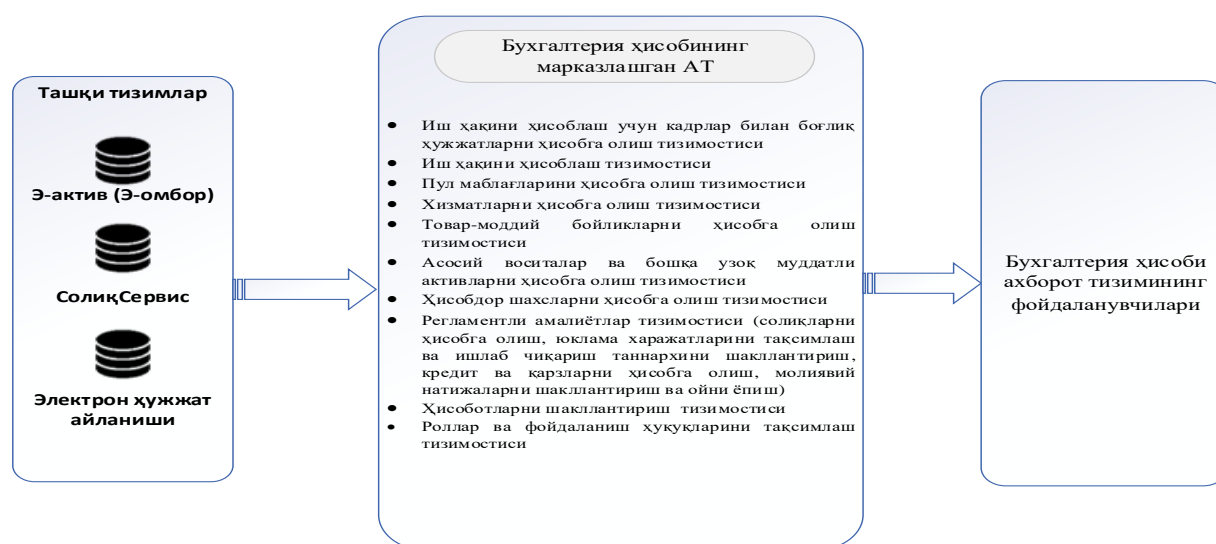 Ташқи тизимлар
Э-актив (Э-омбор)
СолиқСервис
Электрон ҳужжат
айланиши
Бухгалтерия ҳисобининг
марказлашган АТ
• Иш ҳақини ҳисоблаш учун кадрлар билан боғлиқ
ҳужжатларни ҳисобга олиш тизимостиси
• Иш ҳақини ҳисоблаш тизимостиси
• Пул маблағларини ҳисобга олиш тизимостиси
• Хизматларни ҳисобга олиш тизимостиси
• Товар-моддий бойликларни ҳисобга олиш
тизимостиси
• Асосий воситалар ва бошқа узоқ муддатли
активларни ҳисобга олиш тизимостиси
• Ҳисобдор шахсларни ҳисобга олиш тизимостиси
• Регламентли амалиётлар тизимостиси (солиқларни
ҳисобга олиш, юклама харажатларини тақсимлаш
ва ишлаб чиқариш таннархини шакллантириш,
кредит ва қарзларни ҳисобга олиш, молиявий
натижаларни шакллантириш ва ойни ёпиш)
• Ҳисоботларни шакллантириш тизимостиси
• Роллар ва фойдаланиш ҳуқуқларини тақсимлаш
тизимостиси
Бухгалтерия ҳисоби
ахборот тизимининг
фойдаланувчилари